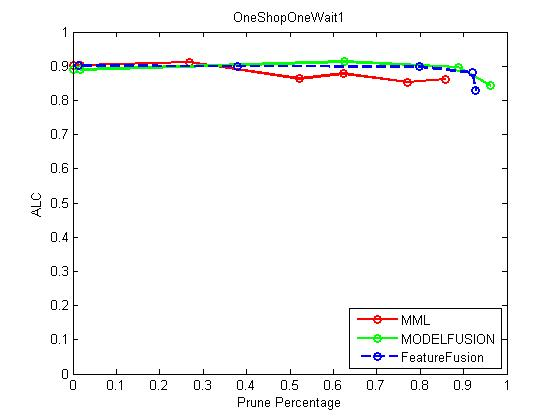 OneShopOneWait1
ALC
1
0.9
0.8
0.7
0.6
0.5
0.4
0.3
0.2
0.1
0
0 0.1 0.2 0.3 0.4 0.5 0.6 0.7 0.8 0.9 1
Prune Percentage
MML
MODELFUSION
FeatureFusion